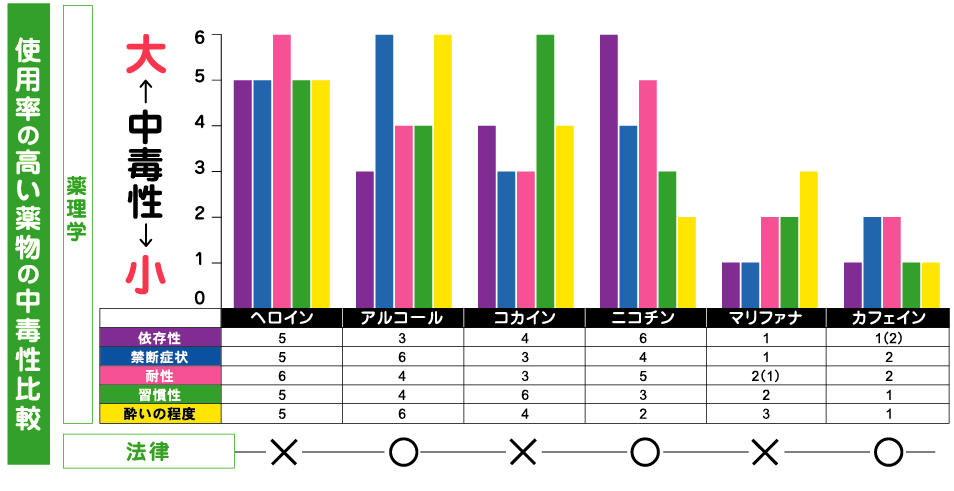 使用率の高い薬物の中毒性比較
薬理学
大
↑
中毒性
↓
小
6
5
4
3
2
1
0
ヘロイン アルコール コカイン ニコチン マリファナ カフェイン
依存性 5 3 4 6 1 1(2)
禁断症状 5 6 3 4 1 2
耐性 6 4 3 5 2(1) 2
習慣性 5 4 6 3 2 1
酔いの程度 5 6 4 2 3 1
法律 × ○ × ○ × ○